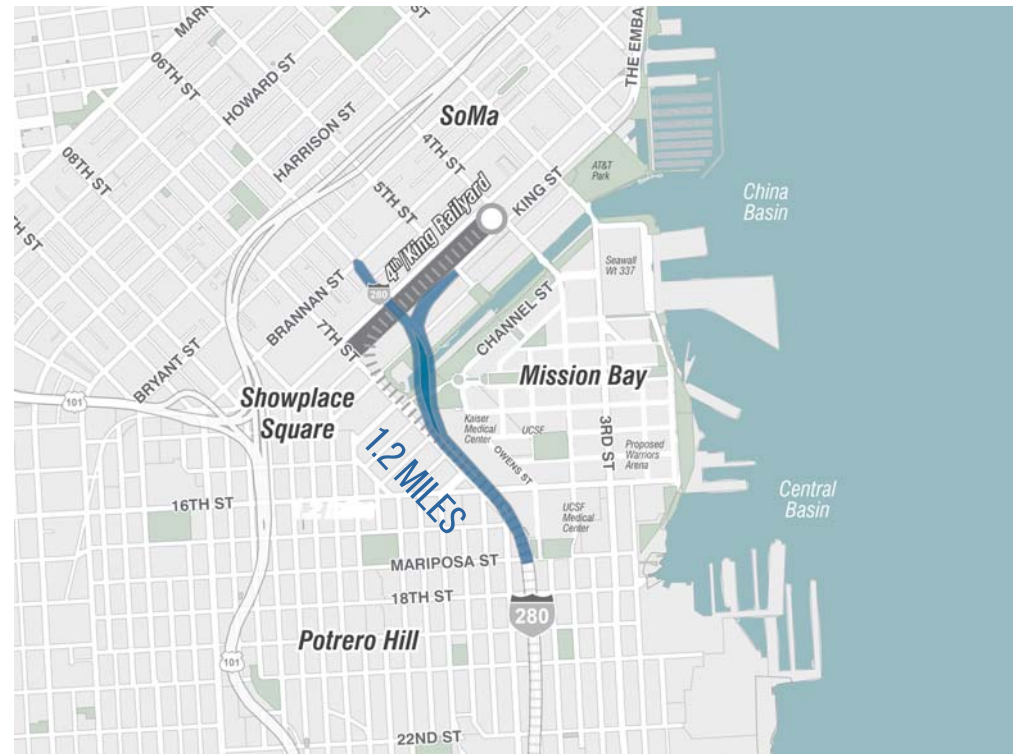 MARK
THE EMBA
06TH ST
HOWARD ST
SoMa
HARRISON ST
4TH ST
08TH ST
AT&T
Park
5TH ST
4th/King Railyard
KING ST
China
Basin
TH ST
Seawall
Wt 337
BRANNAN ST
280
CHANNEL ST
7TH ST
BRYANT ST
Mission Bay
101
Showplace
Square
Kaiser
Medical
Center
UCSF
3RD ST
OWENS ST
Proposed
Warriors
Arena
1.2 MILES
Central
Basin
16TH ST
UCSF
Medical
Center
MARIPOSA ST
18TH ST
280
Potrero Hill
101
22ND ST